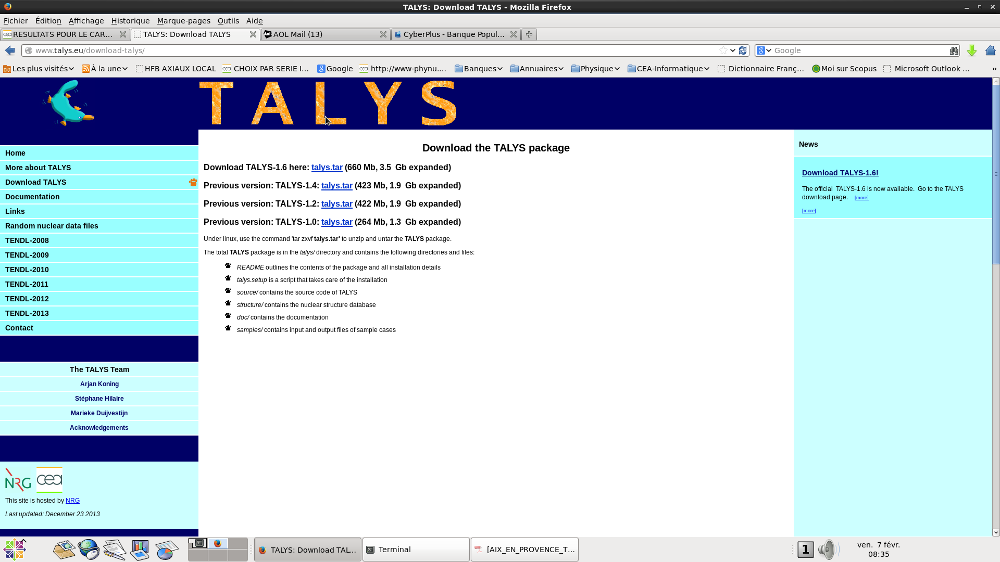 TALYS: Download TALYS - Mozilla Firefox
Fichier Édition Affichage Historique Marque-pages Outils Aide
cea RESULTATS POUR LE CAR... TALYS: Download TALYS AOL AOL Mail (13) CyberPlus - Banque Popul...
www.talys.eu/download-talys/ Google
Les plus visités À la une HFB AXIAUX LOCAL cea CHOIX PAR SERIE I... Google cea http://www-phynu.... Banques Annuaires Physique CEA-Informatique Dictionnaire Franç... Moi sur Scopus Microsoft Outlook ... »
TALYS
Home
More about TALYS
Download TALYS
Documentation
Links
Random nuclear data files
TENDL-2008
TENDL-2009
TENDL-2010
TENDL-2011
TENDL-2012
TENDL-2013
Contact
The TALYS Team
Arjan Koning
Stéphane Hilaire
Marieke Duijvestijn
Acknowledgements
NRG cea
This site is hosted by NRG
Last updated: December 23 2013
Download the TALYS package
Download TALYS-1.6 here: talys.tar (660 Mb, 3.5 Gb expanded)
Previous version: TALYS-1.4: talys.tar (423 Mb, 1.9 Gb expanded)
Previous version: TALYS-1.2: talys.tar (422 Mb, 1.9 Gb expanded)
Previous version: TALYS-1.0: talys.tar (264 Mb, 1.3 Gb expanded)
Under linux, use the command 'tar zxvf talys.tar' to unzip and untar the TALYS package.
The total TALYS package is in the talys/ directory and contains the following directories and files:
README outlines the contents of the package and all installation details
talys.setup is a script that takes care of the installation
source/ contains the source code of TALYS
structure/ contains the nuclear structure database
doc/ contains the documentation
samples/ contains input and output files of sample cases
News
Download TALYS-1.6!
The official TALYS-1.6 is now available. Go to the TALYS
download page. [more]
[more]
TALYS: Download TAL... Terminal [AIX_EN_PROVENCE_T... 1 ven. 7 févr.
08:35